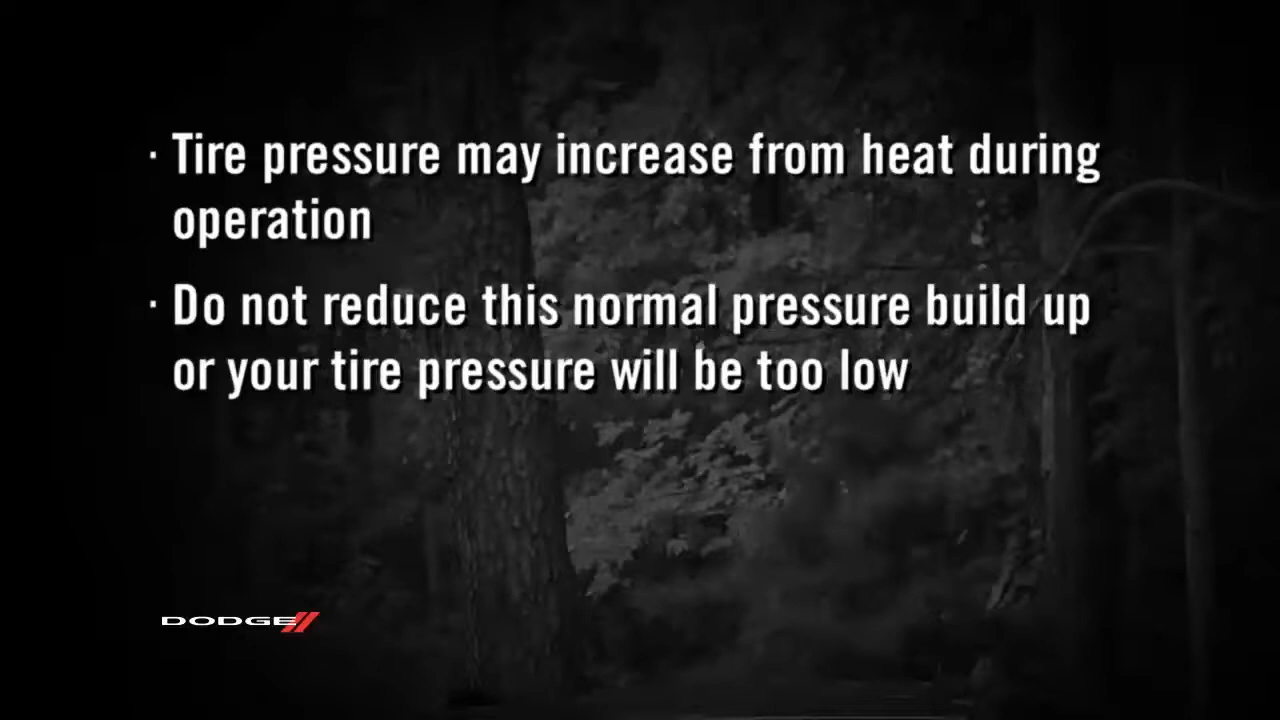 · Tire pressure may increase from heat during
operation
· Do not reduce this normal pressure build up
or your tire pressure will be too low
DODGE